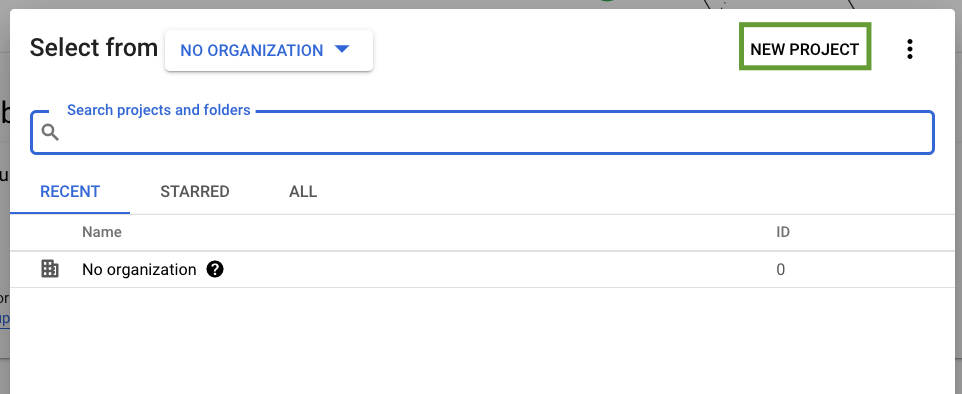 Select from NO ORGANIZATION NEW PROJECT
Search projects and folders
RECENT STARRED ALL
Name ID
No organization ? 0